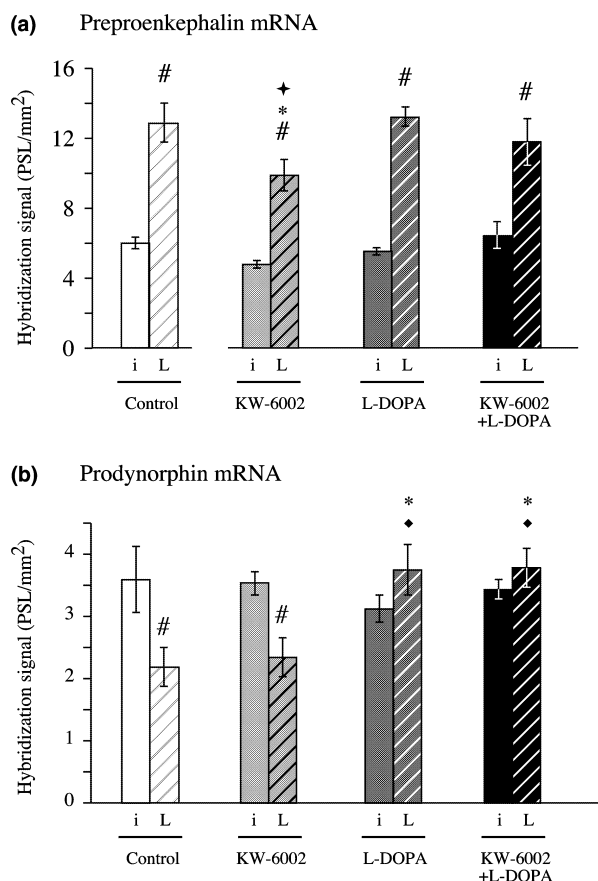 (a) Preproenkephalin mRNA
Hybridization signal (PSL/mm2)
16
12
8
4
0
#
✦
*
#
#
#
i L i L i L i L
Control KW-6002 L-DOPA KW-6002
+L-DOPA
(b) Prodynorphin mRNA
Hybridization signal (PSL/mm2)
4
3
2
1
0
#
#
*
◆
*
◆
i L i L i L i L
Control KW-6002 L-DOPA KW-6002
+L-DOPA